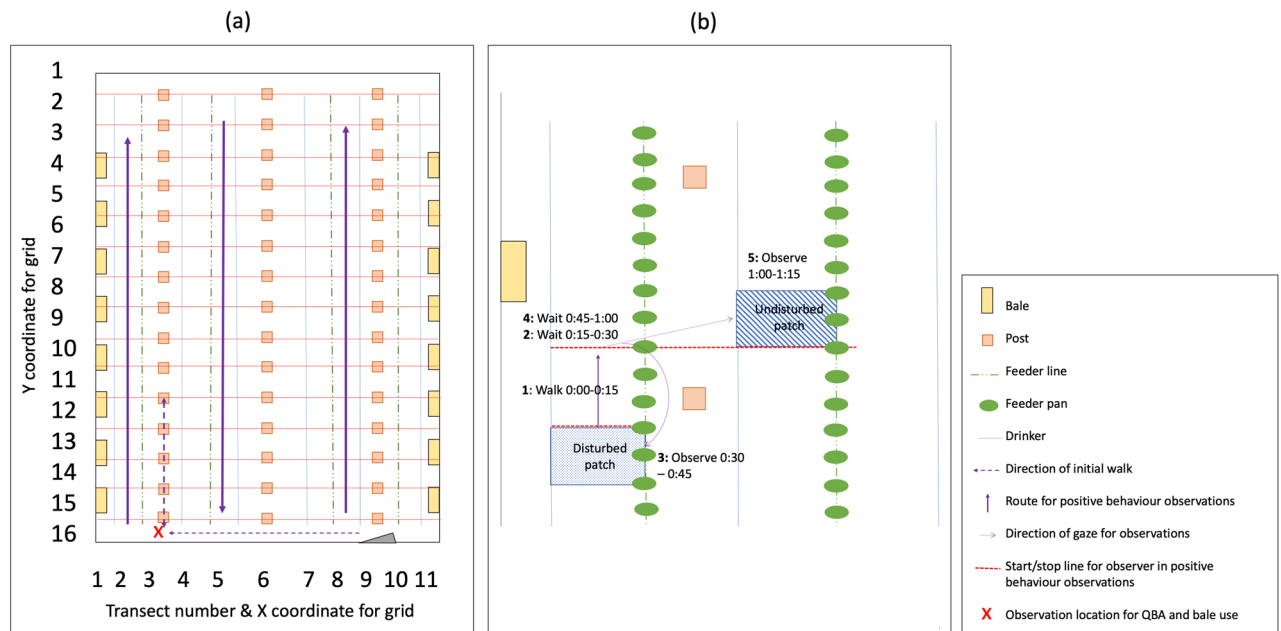 (a)
(b)
1
2
3
4
5
6
7
8
9
10
11
12
13
14
15
16
Y coordinate for grid
1 2 3 4 5 6 7 8 9 10 11
Transect number & X coordinate for grid
5: Observe
1:00-1:15
Undisturbed
patch
4: Wait 0:45-1:00
2: Wait 0:15-0:30
1: Walk 0:00-0:15
Disturbed
patch
3: Observe 0:30
– 0:45
Bale
Post
Feeder line
Feeder pan
Drinker
Direction of initial walk
Route for positive behaviour observations
Direction of gaze for observations
Start/stop line for observer in positive
behaviour observations
X Observation location for QBA and bale use
X